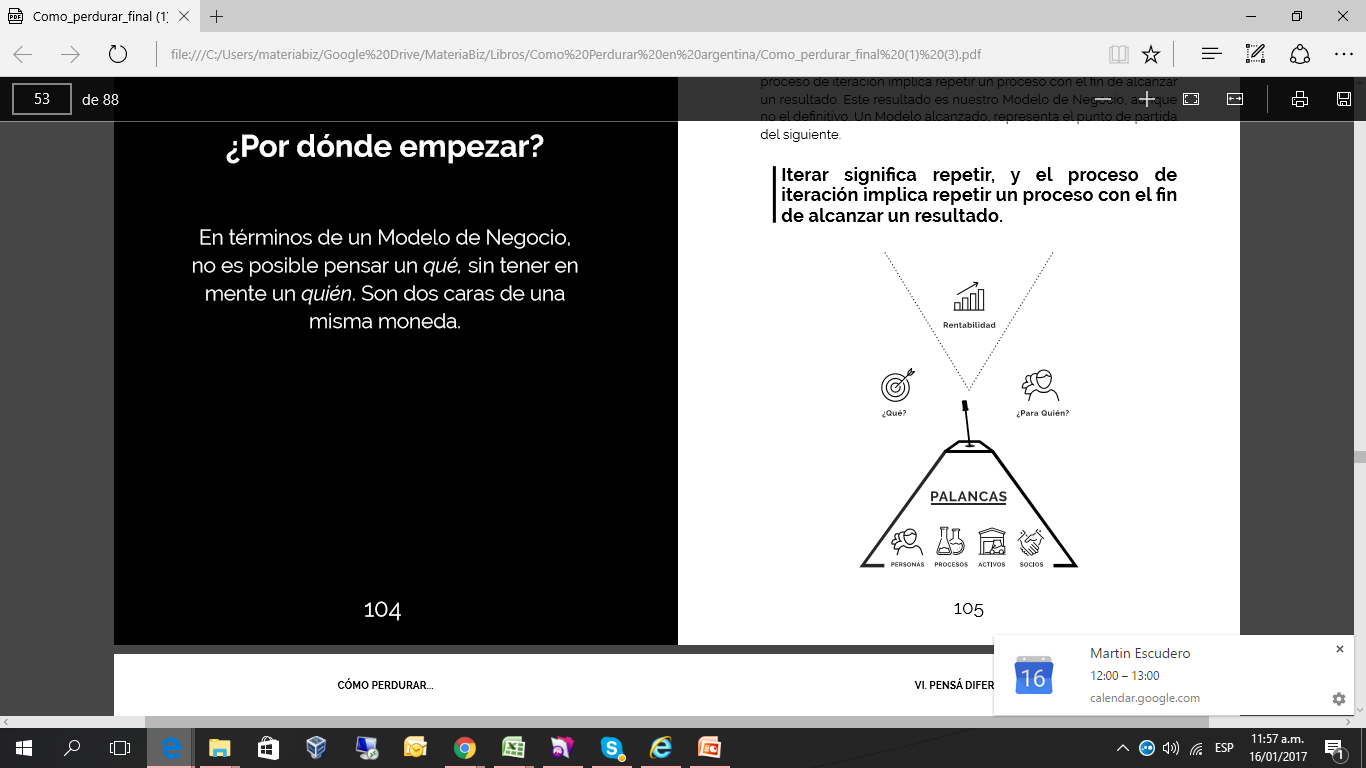 Como_perdurar_final (1)
file:///C:/Users/materiabiz/Google%20Drive/MateriaBiz/Libros/Como%20Perdurar%20en%20argentina/Como_perdurar_final%20(1)%20(3).pdf
53 de 88
¿Por dónde empezar?
En términos de un Modelo de Negocio,
no es posible pensar un qué, sin tener en
mente un quién. Son dos caras de una
misma moneda.
104
proceso de iteración implica repetir un proceso con el fin de alcanzar
un resultado. Este resultado es nuestro Modelo de Negocio, aunque
no el definitivo. Un Modelo alcanzado, representa el punto de partida
del siguiente.
Iterar significa repetir, y el proceso de
iteración implica repetir un proceso con el fin
de alcanzar un resultado.
Rentabilidad
¿Qué?
¿Para Quién?
PALANCAS
PERSONAS PROCESOS ACTIVOS SOCIOS
105
CÓMO PERDURAR...
VI. PENSÁ DIFER
16
Martin Escudero
12:00 – 13:00
calendar.google.com
ESP
11:57 a.m.
16/01/2017
1